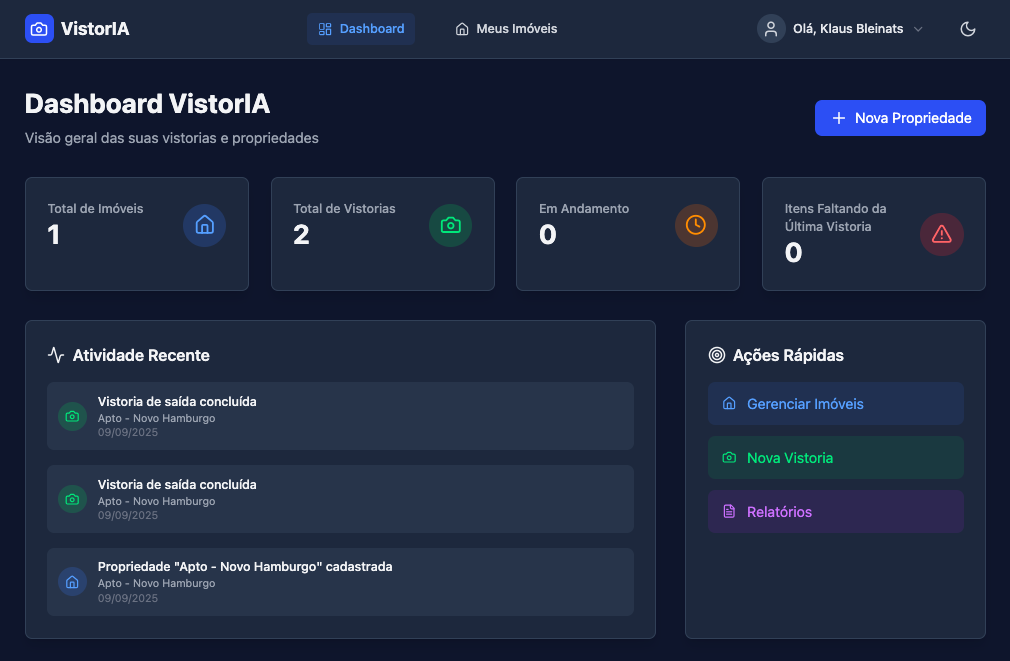 VistorIA
Dashboard
Meus Imóveis
Olá, Klaus Bleinats
Dashboard VistorIA
Visão geral das suas vistorias e propriedades
Nova Propriedade
Total de Imóveis
1
Total de Vistorias
2
Em Andamento
0
Itens Faltando da
Última Vistoria
0
Atividade Recente
Vistoria de saída concluída
Apto - Novo Hamburgo
09/09/2025
Vistoria de saída concluída
Apto - Novo Hamburgo
09/09/2025
Propriedade "Apto - Novo Hamburgo" cadastrada
Apto - Novo Hamburgo
09/09/2025
Ações Rápidas
Gerenciar Imóveis
Nova Vistoria
Relatórios